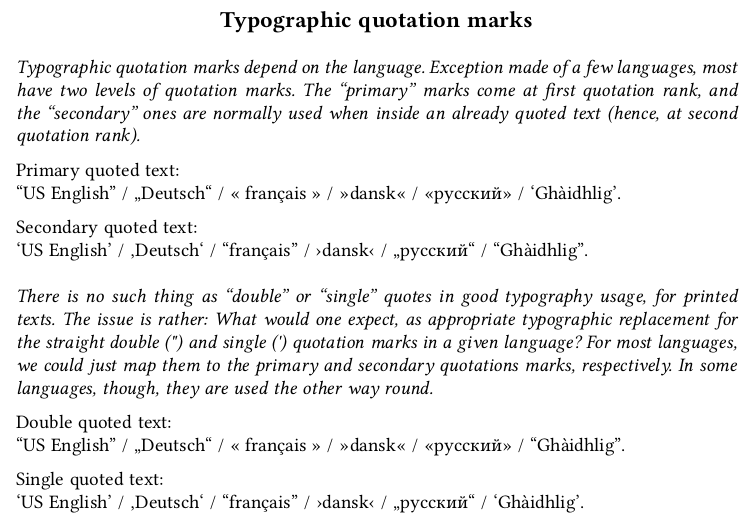 Typographic quotation marks
Typographic quotation marks depend on the language. Exception made of a few languages, most
have two levels of quotation marks. The “primary” marks come at first quotation rank, and
the “secondary” ones are normally used when inside an already quoted text (hence, at second
quotation rank).
Primary quoted text:
“US English” / „Deutsch“ / « français » / »dansk« / «русский» / ‘Ghàidhlig’.
Secondary quoted text:
‘US English’ / ‚Deutsch‘ / “français” / ›dansk‹ / „русский“ / “Ghàidhlig”.
There is no such thing as “double” or “single” quotes in good typography usage, for printed
texts. The issue is rather: What would one expect, as appropriate typographic replacement for
the straight double (") and single (') quotation marks in a given language? For most languages,
we could just map them to the primary and secondary quotations marks, respectively. In some
languages, though, they are used the other way round.
Double quoted text:
“US English” / „Deutsch“ / « français » / »dansk« / «русский» / “Ghàidhlig”.
Single quoted text:
‘US English’ / ‚Deutsch‘ / “français” / ›dansk‹ / „русский“ / ‘Ghàidhlig’.